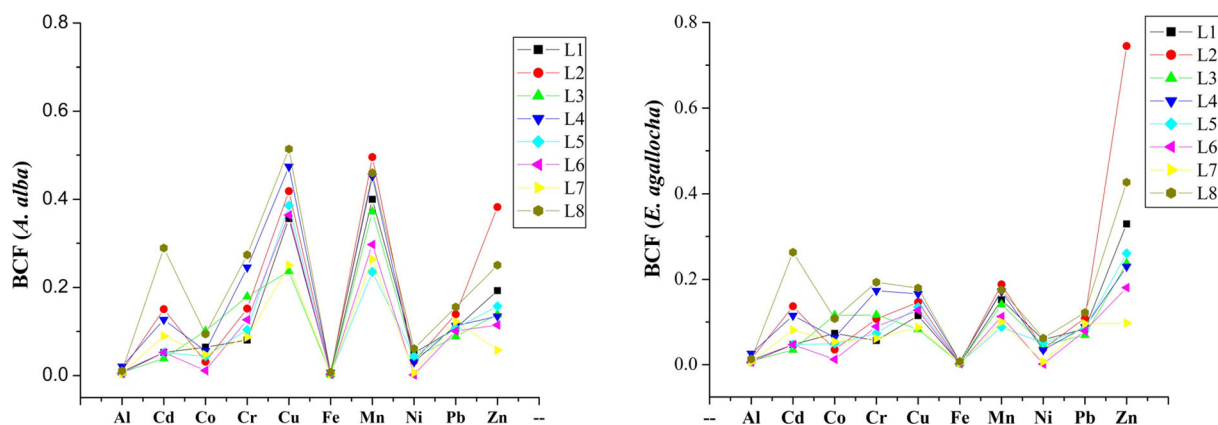 BCF (A. alba)
0.8
0.6
0.4
0.2
0.0
Al Cd Co Cr Cu Fe Mn Ni Pb Zn --
L1
L2
L3
L4
L5
L6
L7
L8
BCF (E. agallocha)
0.8
0.6
0.4
0.2
0.0
-- Al Cd Co Cr Cu Fe Mn Ni Pb Zn
L1
L2
L3
L4
L5
L6
L7
L8